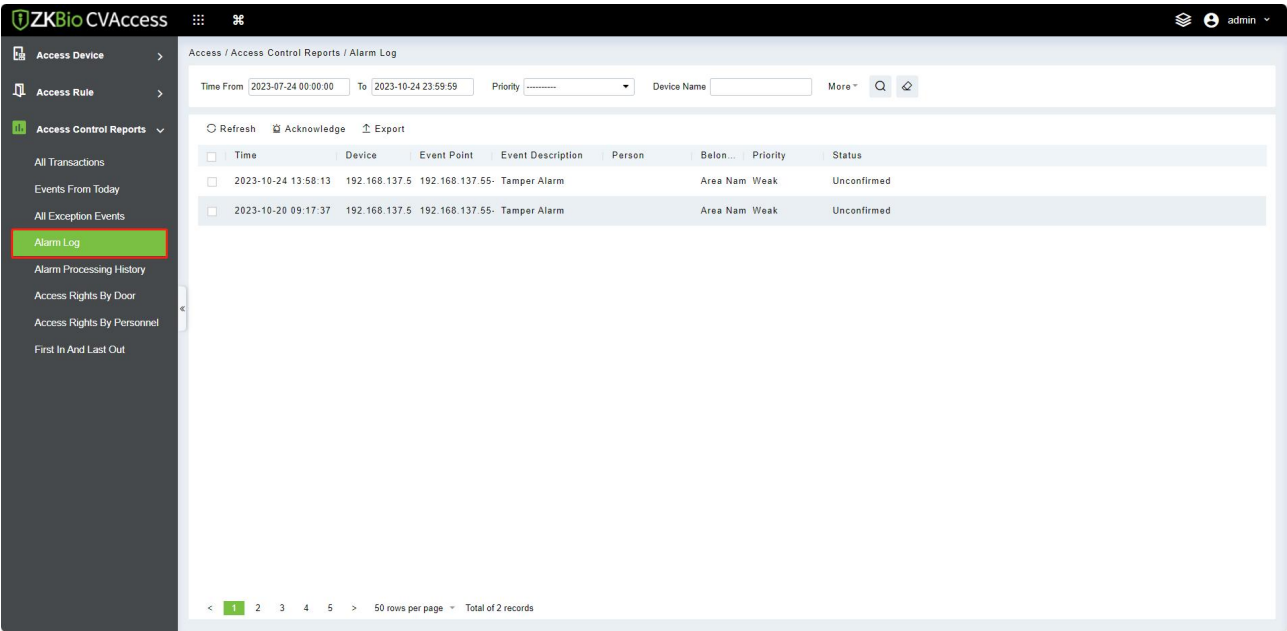 ZKBio CVAccess
admin
Access Device
Access Rule
Access Control Reports
All Transactions
Events From Today
All Exception Events
Alarm Log
Alarm Processing History
Access Rights By Door
Access Rights By Personnel
First In And Last Out
Access / Access Control Reports / Alarm Log
Time From 2023-07-24 00:00:00 To 2023-10-24 23:59:59 Priority ---------- Device Name More
Refresh Acknowledge Export
Time Device Event Point Event Description Person Belon... Priority Status
2023-10-24 13:58:13 192.168.137.5 192.168.137.55- Tamper Alarm Area Nam Weak Unconfirmed
2023-10-20 09:17:37 192.168.137.5 192.168.137.55- Tamper Alarm Area Nam Weak Unconfirmed
< 1 2 3 4 5 > 50 rows per page Total of 2 records